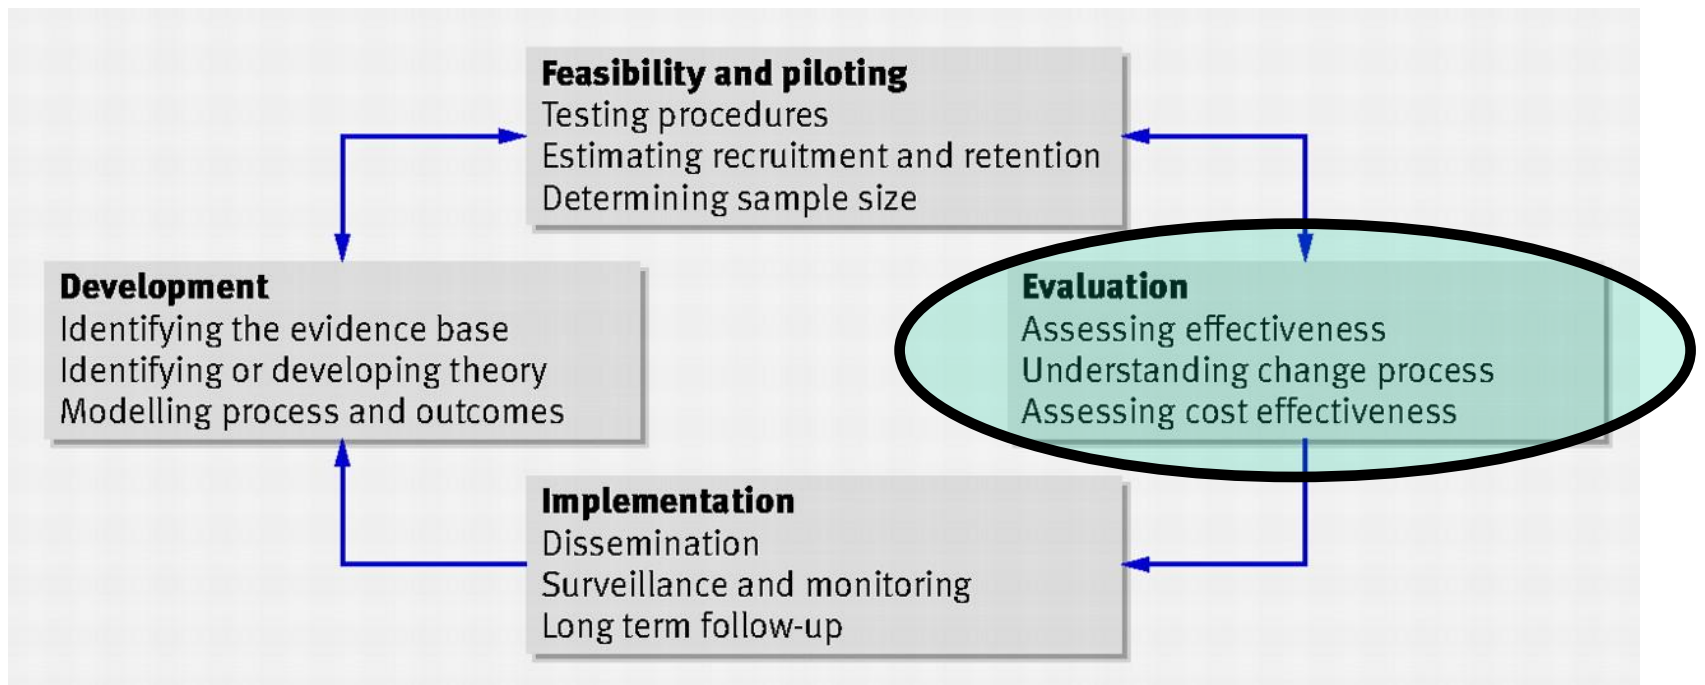 Feasibility and piloting
Testing procedures
Estimating recruitment and retention
Determining sample size
Development
Identifying the evidence base
Identifying or developing theory
Modelling process and outcomes
Evaluation
Assessing effectiveness
Understanding change process
Assessing cost effectiveness
Implementation
Dissemination
Surveillance and monitoring
Long term follow-up